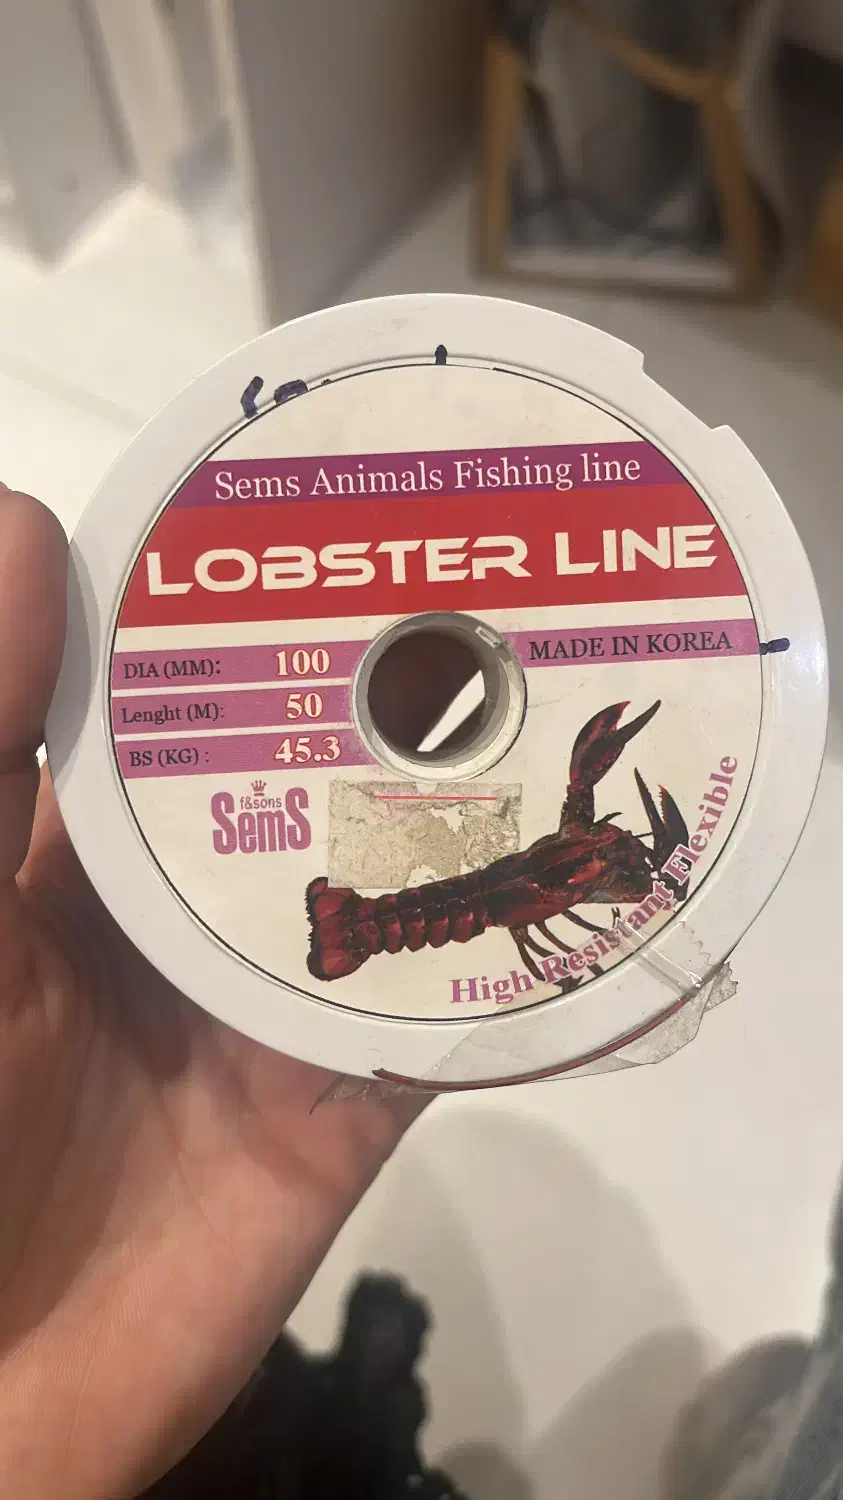 Sems Animals Fishing line
LOBSTER LINE
MADE IN KOREA
DIA (MM): 100
Lenght (M): 50
BS (KG) : 45.3
f&sons
SemS
High Resistant Flexible